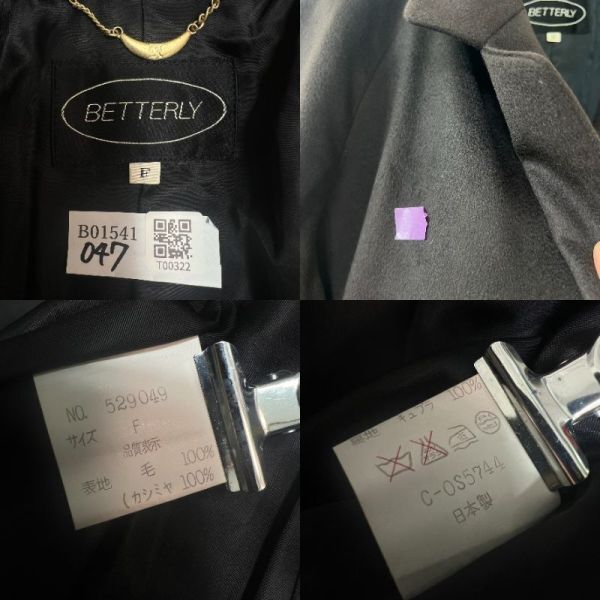 BETTERLY
F
B01541
047
T00322
BETTERLY
NO. 529049
サイズ F
品質表示
表地 毛 100%
(カシミヤ 100%
裏地 キュプラ 100%
C-0S5744
日本製